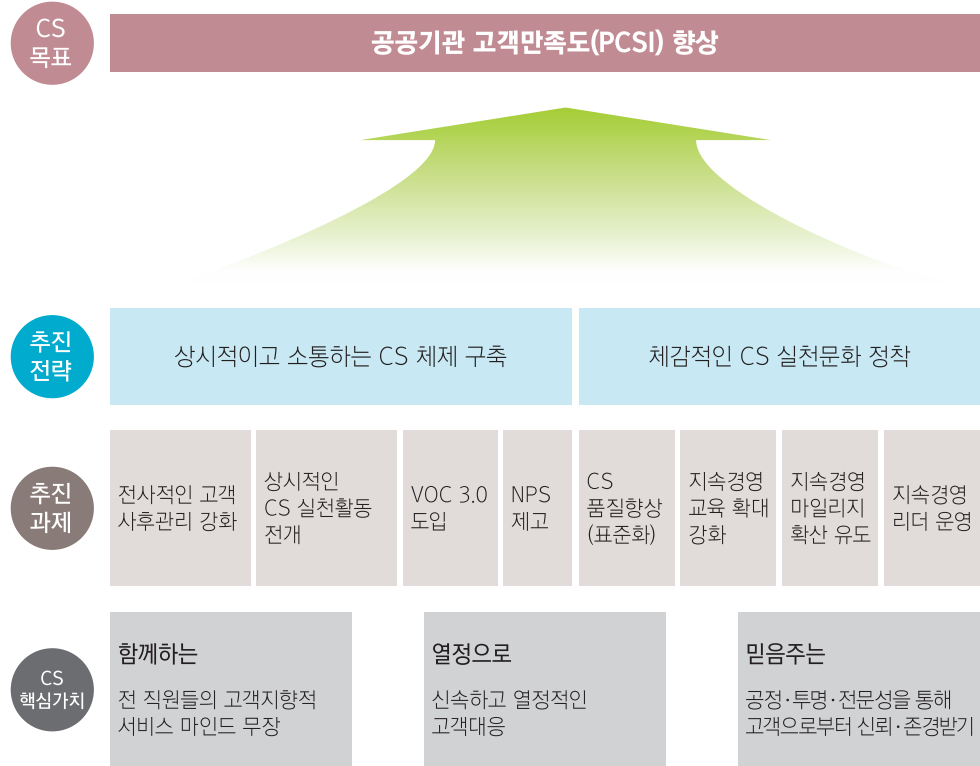 CS
목표
공공기관 고객만족도(PCSI) 향상
추진
전략
상시적이고 소통하는 CS 체제 구축
체감적인 CS 실천문화 정착
추진
과제
전사적인 고객
사후관리 강화
상시적인
CS 실천활동
전개
VOC 3.0
도입
NPS
제고
CS
품질향상
(표준화)
지속경영
교육 확대
강화
지속경영
마일리지
확산 유도
지속경영
리더 운영
CS
핵심가치
함께하는
전 직원들의 고객지향적
서비스 마인드 무장
열정으로
신속하고 열정적인
고객대응
믿음주는
공정·투명·전문성을 통해
고객으로부터 신뢰·존경받기